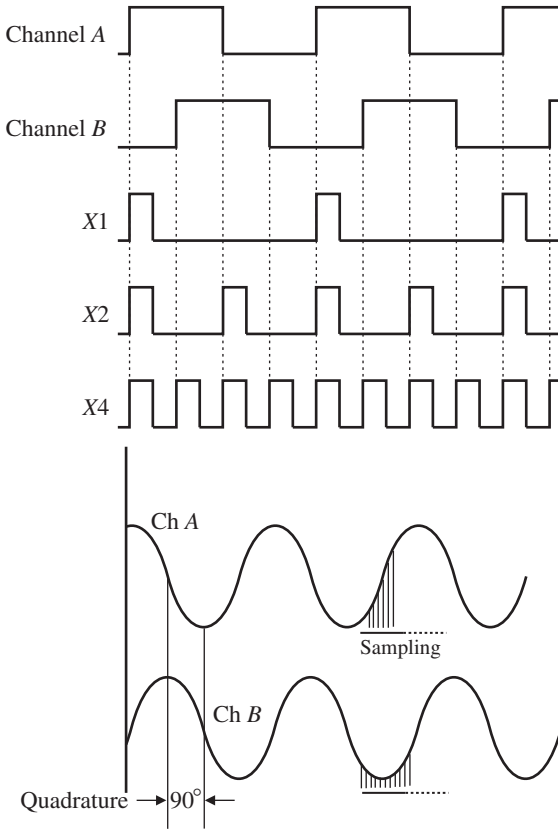 Channel A
Channel B
X1
X2
X4
Ch A
Sampling
Ch B
Quadrature 90°